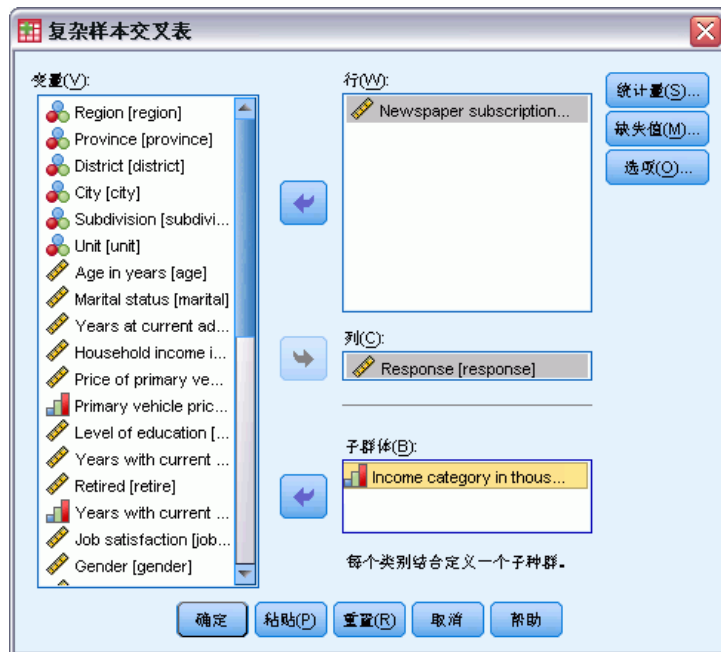 复杂样本交叉表
变量(V):
Region [region]
Province [province]
District [district]
City [city]
Subdivision [subdivi...
Unit [unit]
Age in years [age]
Marital status [marital]
Years at current ad...
Household income i...
Price of primary ve...
Primary vehicle pric...
Level of education [...
Years with current ...
Retired [retire]
Years with current ...
Job satisfaction [job...
Gender [gender]
行(W):
Newspaper subscription...
列(C):
Response [response]
子群体(B):
Income category in thous...
每个类别结合定义一个子种群。
统计量(S)...
缺失值(M)...
选项(O)...
确定 粘贴(P) 重置(R) 取消 帮助